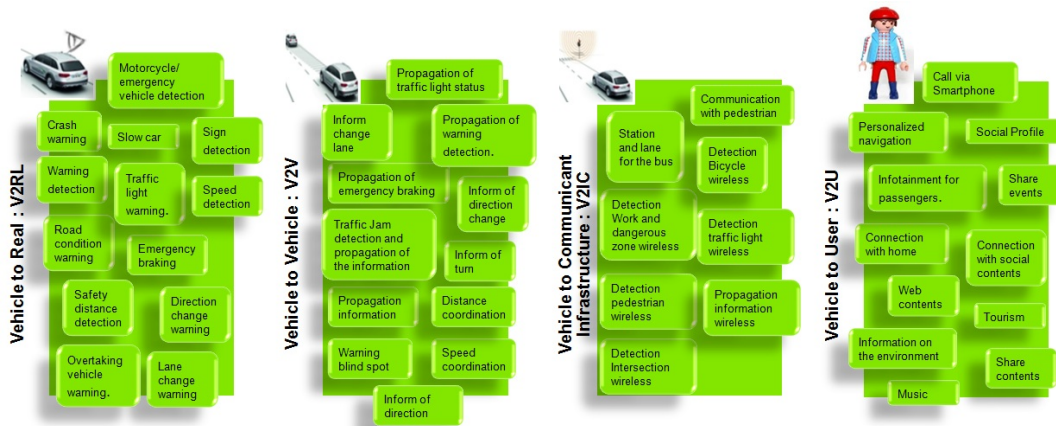 Vehicle to Real : V2RL
Motorcycle/
emergency
vehicle detection
Crash
warning
Slow car
Sign
detection
Warning
detection
Traffic
light
warning.
Speed
detection
Road
condition
warning
Emergency
braking
Safety
distance
detection
Direction
change
warning
Overtaking
vehicle
warning.
Lane
change
warning
Vehicle to Vehicle : V2V
Propagation of
traffic light status
Inform
change
lane
Propagation of
warning
detection.
Propagation of
emergency braking
Inform of
direction
change
Traffic Jam
detection and
propagation of
the information
Inform of
turn
Propagation
information
Distance
coordination
Warning
blind spot
Speed
coordination
Inform of
direction
Vehicle to Communicant
Infrastructure : V2IC
Communication
with pedestrian
Station
and lane
for the bus
Detection
Bicycle
wireless
Detection
Work and
dangerous
zone wireless
Detection
traffic light
wireless
Detection
pedestrian
wireless
Propagation
information
wireless
Detection
Intersection
wireless
Vehicle to User : V2U
Call via
Smartphone
Personalized
navigation
Social Profile
Infotainment for
passengers.
Share
events
Connection
with home
Connection
with social
contents
Web
contents
Tourism
Information on
the environment
Share
contents
Music